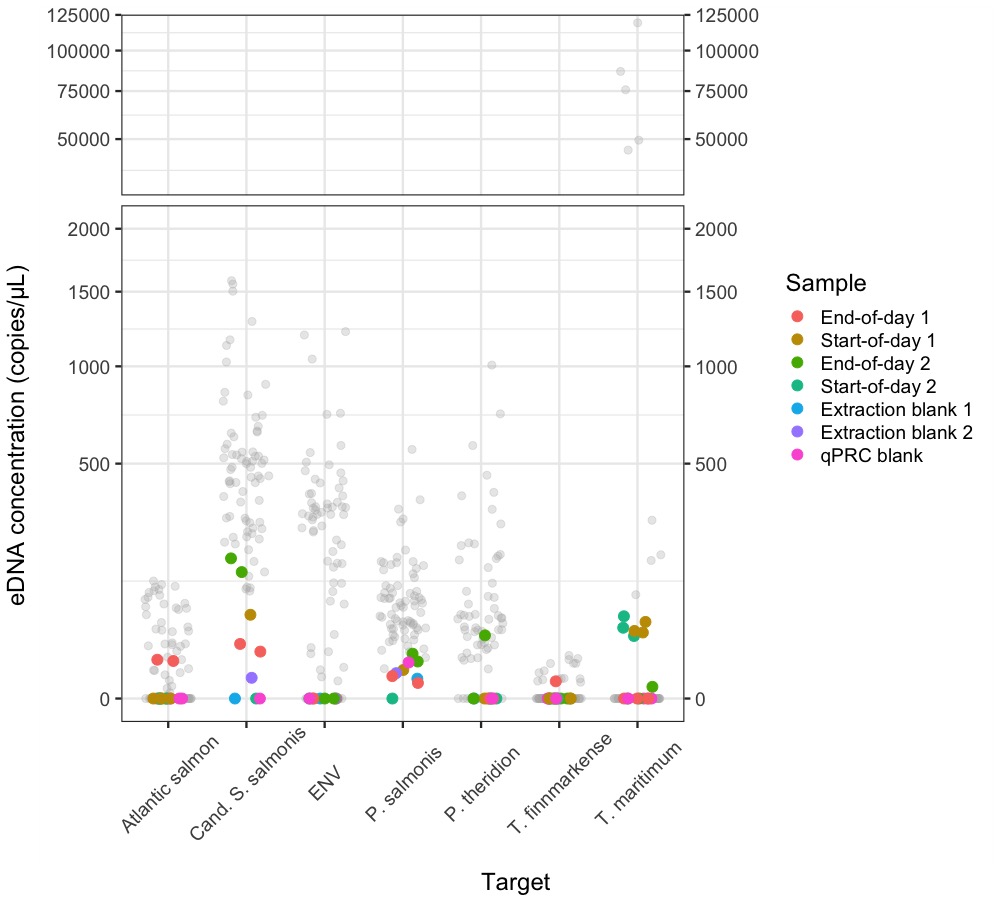 125000
100000
75000
50000
125000
100000
75000
50000
2000
1500
1000
500
0
2000
1500
1000
500
0
eDNA concentration (copies/µL)
Atlantic salmon
Cand. S. salmonis
ENV
P. salmonis
P. theridion
T. finnmarkense
T. maritimum
Target
Sample
End-of-day 1
Start-of-day 1
End-of-day 2
Start-of-day 2
Extraction blank 1
Extraction blank 2
qPRC blank